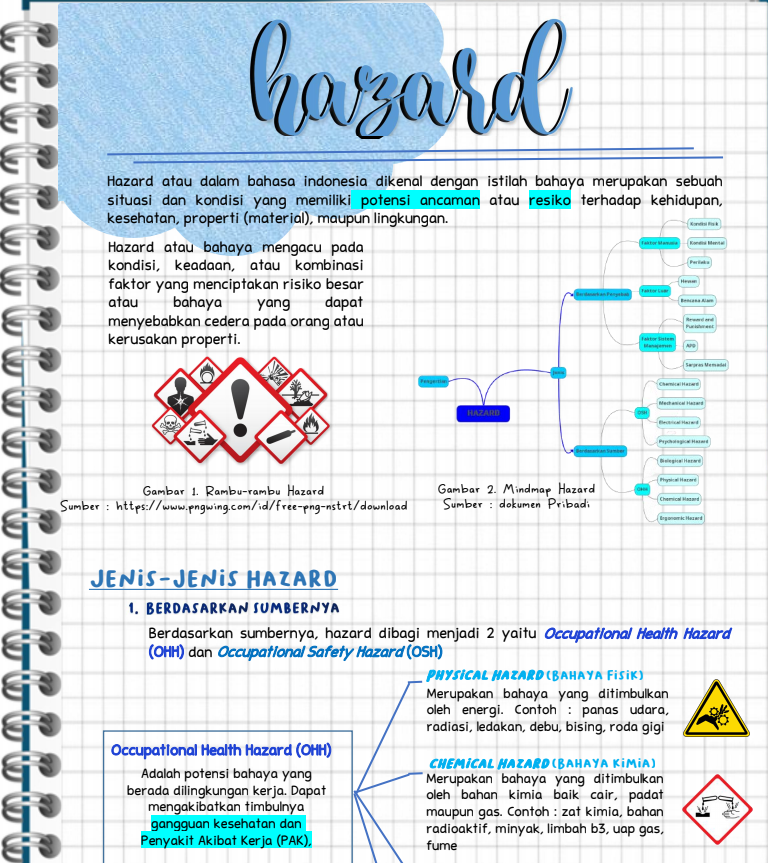 hazard
Hazard atau dalam bahasa indonesia dikenal dengan istilah bahaya merupakan sebuah
situasi dan kondisi yang memiliki potensi ancaman atau resiko terhadap kehidupan,
kesehatan, properti (material), maupun lingkungan.
Hazard atau bahaya mengacu pada
kondisi, keadaan, atau kombinasi
faktor yang menciptakan risiko besar
atau bahaya yang dapat
menyebabkan cedera pada orang atau
kerusakan properti.
Gambar 1. Rambu-rambu Hazard
Sumber : https://www.pngwing.com/id/free-png-nstrt/download
Pengertian
HAZARD
Jenis
Berdasarkan Penyebab
Faktor Manusia
Kondisi Fisik
Kondisi Mental
Perilaku
Faktor Luar
Hewan
Bencana Alam
Faktor Sistem
Manajemen
Reward and
Punishment
APD
Sarpras Memadai
Berdasarkan Sumber
Chemical Hazard
Mechanical Hazard
Electrical Hazard
Psychological Hazard
OHH
Biological Hazard
Physical Hazard
Chemical Hazard
Ergonomic Hazard
Gambar 2. Mindmap Hazard
Sumber : dokumen Pribadi
JENIS-JENIS HAZARD
1. BERDASARKAN SUMBERNYA
Berdasarkan sumbernya, hazard dibagi menjadi 2 yaitu Occupational Health Hazard
(OHH) dan Occupational Safety Hazard (OSH)
Occupational Health Hazard (OHH)
Adalah potensi bahaya yang
berada dilingkungan kerja. Dapat
mengakibatkan timbulnya
gangguan kesehatan dan
Penyakit Akibat Kerja (PAK),
PHYSICAL HAZARD (BAHAYA FISIK)
Merupakan bahaya yang ditimbulkan
oleh energi. Contoh : panas udara,
radiasi, ledakan, debu, bising, roda gigi
CHEMICAL HAZARD (BAHAYA KIMIA)
Merupakan bahaya yang ditimbulkan
oleh bahan kimia baik cair, padat
maupun gas. Contoh : zat kimia, bahan
radioaktif, minyak, limbah b3, uap gas,
fume